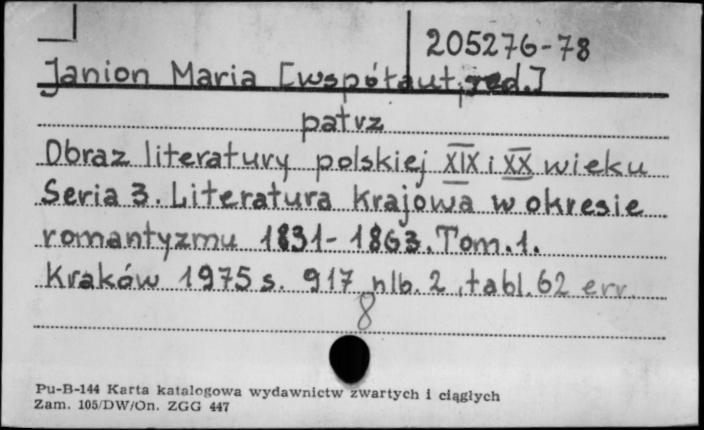 205276-78
Janion Maria [współaut. red.]
patrz
Obraz literatury polskiej XIX i XX wieku
Seria 3. Literatura krajowa w okresie
romantyzmu 1831-1863. Tom. 1.
Kraków 1975 s. 917 nlb. 2, tabl. 62 err.
8
Pu-B-144 Karta katalogowa wydawnictw zwartych i ciągłych
Zam. 105/DW/On. ZGG 447